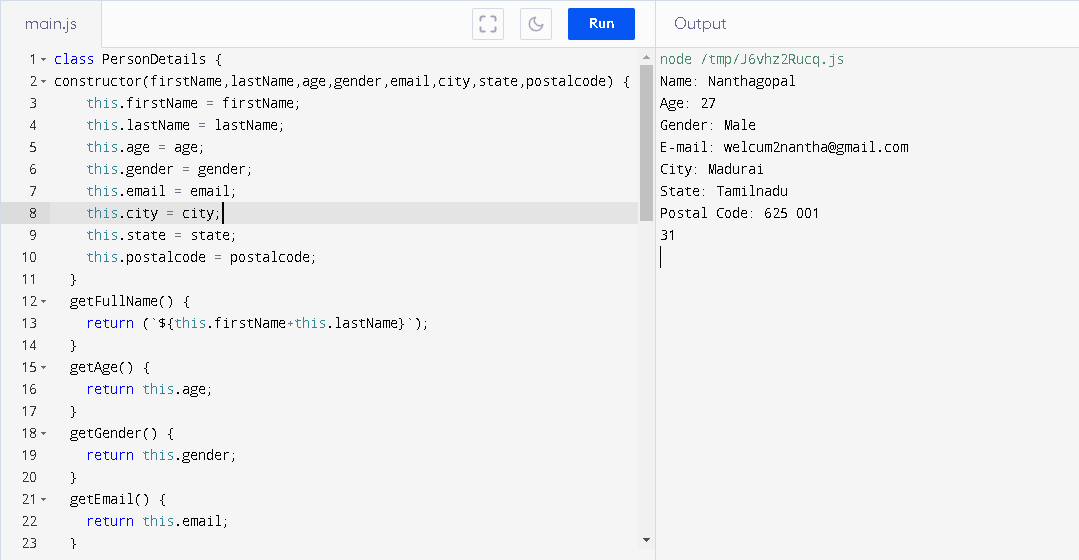 main.js
Run
Output
1 class PersonDetails {
2 constructor(firstName,lastName,age,gender,email,city,state,postalcode) {
3 this.firstName = firstName;
4 this.lastName = lastName;
5 this.age = age;
6 this.gender = gender;
7 this.email = email;
8 this.city = city;
9 this.state = state;
10 this.postalcode = postalcode;
11 }
12 getFullName() {
13 return (`${this.firstName+this.lastName}`);
14 }
15 getAge() {
16 return this.age;
17 }
18 getGender() {
19 return this.gender;
20 }
21 getEmail() {
22 return this.email;
23 }
node /tmp/J6vhz2Rucq.js
Name: Nanthagopal
Age: 27
Gender: Male
E-mail: welcum2nantha@gmail.com
City: Madurai
State: Tamilnadu
Postal Code: 625 001
31